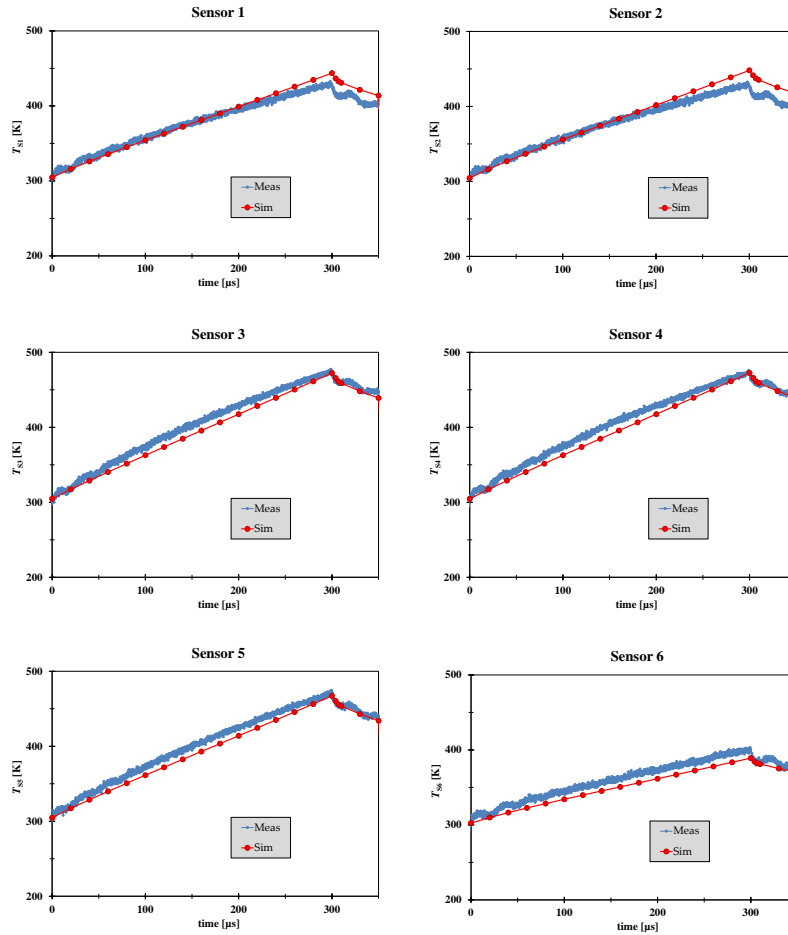 Sensor 1
500
400
300
200
T_S1 [K]
0
100
200
300
time [µs]
Meas
Sim
Sensor 2
500
400
300
200
T_S2 [K]
0
100
200
300
time [µs]
Meas
Sim
Sensor 3
500
400
300
200
T_S3 [K]
0
100
200
300
time [µs]
Meas
Sim
Sensor 4
500
400
300
200
T_S4 [K]
0
100
200
300
time [µs]
Meas
Sim
Sensor 5
500
400
300
200
T_S5 [K]
0
100
200
300
time [µs]
Meas
Sim
Sensor 6
500
400
300
200
T_S6 [K]
0
100
200
300
time [µs]
Meas
Sim